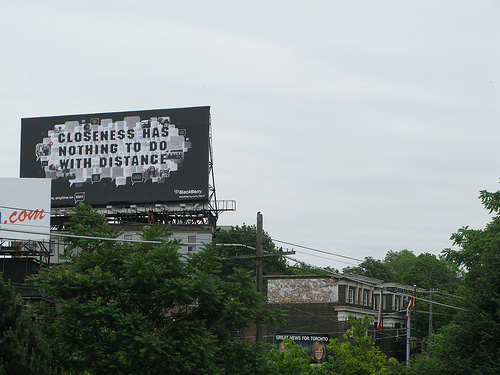 CLOSENESS HAS
NOTHING TO DO
WITH DISTANCE
BlackBerry
.com
GREAT NEWS FOR TORONTO